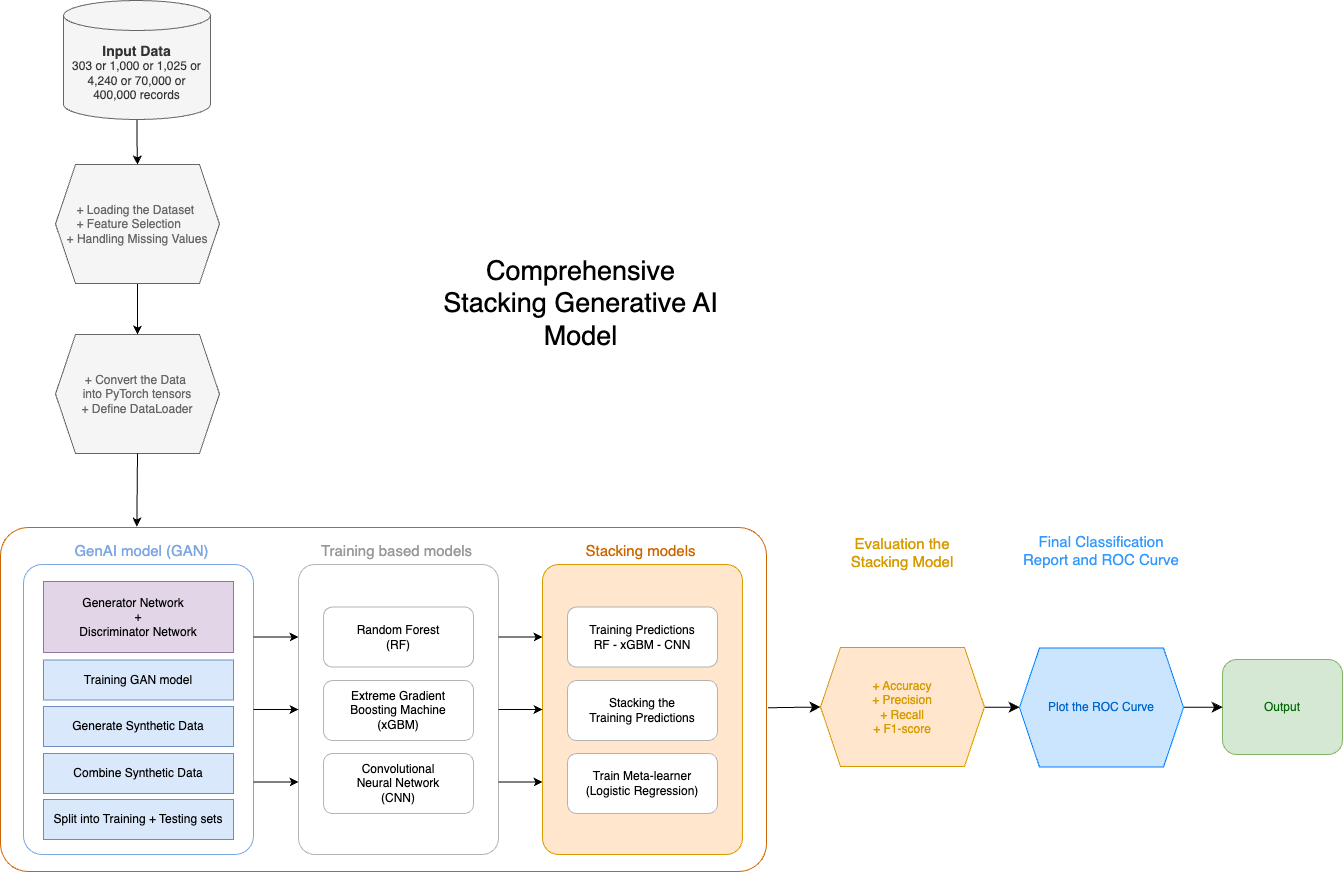 Input Data
303 or 1,000 or 1,025 or
4,240 or 70,000 or
400,000 records
+ Loading the Dataset
+ Feature Selection
+ Handling Missing Values
Comprehensive
Stacking Generative AI
Model
+ Convert the Data
into PyTorch tensors
+ Define DataLoader
GenAI model (GAN)
Generator Network
+
Discriminator Network
Training GAN model
Generate Synthetic Data
Combine Synthetic Data
Split into Training + Testing sets
Training based models
Random Forest
(RF)
Extreme Gradient
Boosting Machine
(xGBM)
Convolutional
Neural Network
(CNN)
Stacking models
Training Predictions
RF - xGBM - CNN
Stacking the
Training Predictions
Train Meta-learner
(Logistic Regression)
Evaluation the
Stacking Model
+ Accuracy
+ Precision
+ Recall
+ F1-score
Final Classification
Report and ROC Curve
Plot the ROC Curve
Output